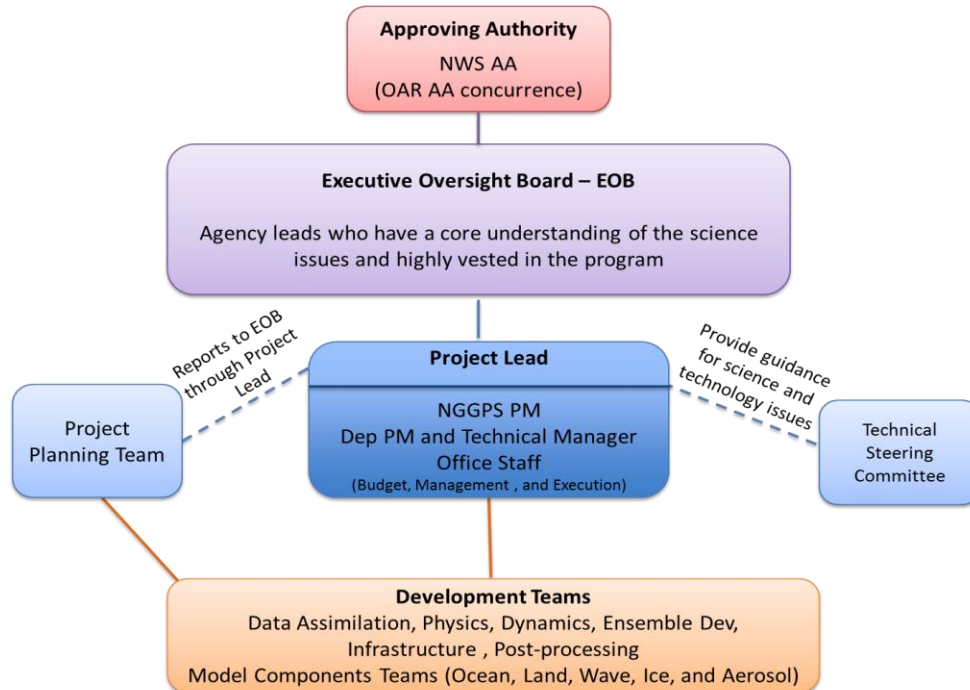 Approving Authority
NWS AA
(OAR AA concurrence)
Executive Oversight Board – EOB
Agency leads who have a core understanding of the science
issues and highly vested in the program
Reports to EOB
through Project
Lead
Project Lead
NGGPS PM
Dep PM and Technical Manager
Office Staff
(Budget, Management , and Execution)
Provide guidance
for science and
technology issues
Project
Planning Team
Technical
Steering
Committee
Development Teams
Data Assimilation, Physics, Dynamics, Ensemble Dev,
Infrastructure , Post-processing
Model Components Teams (Ocean, Land, Wave, Ice, and Aerosol)